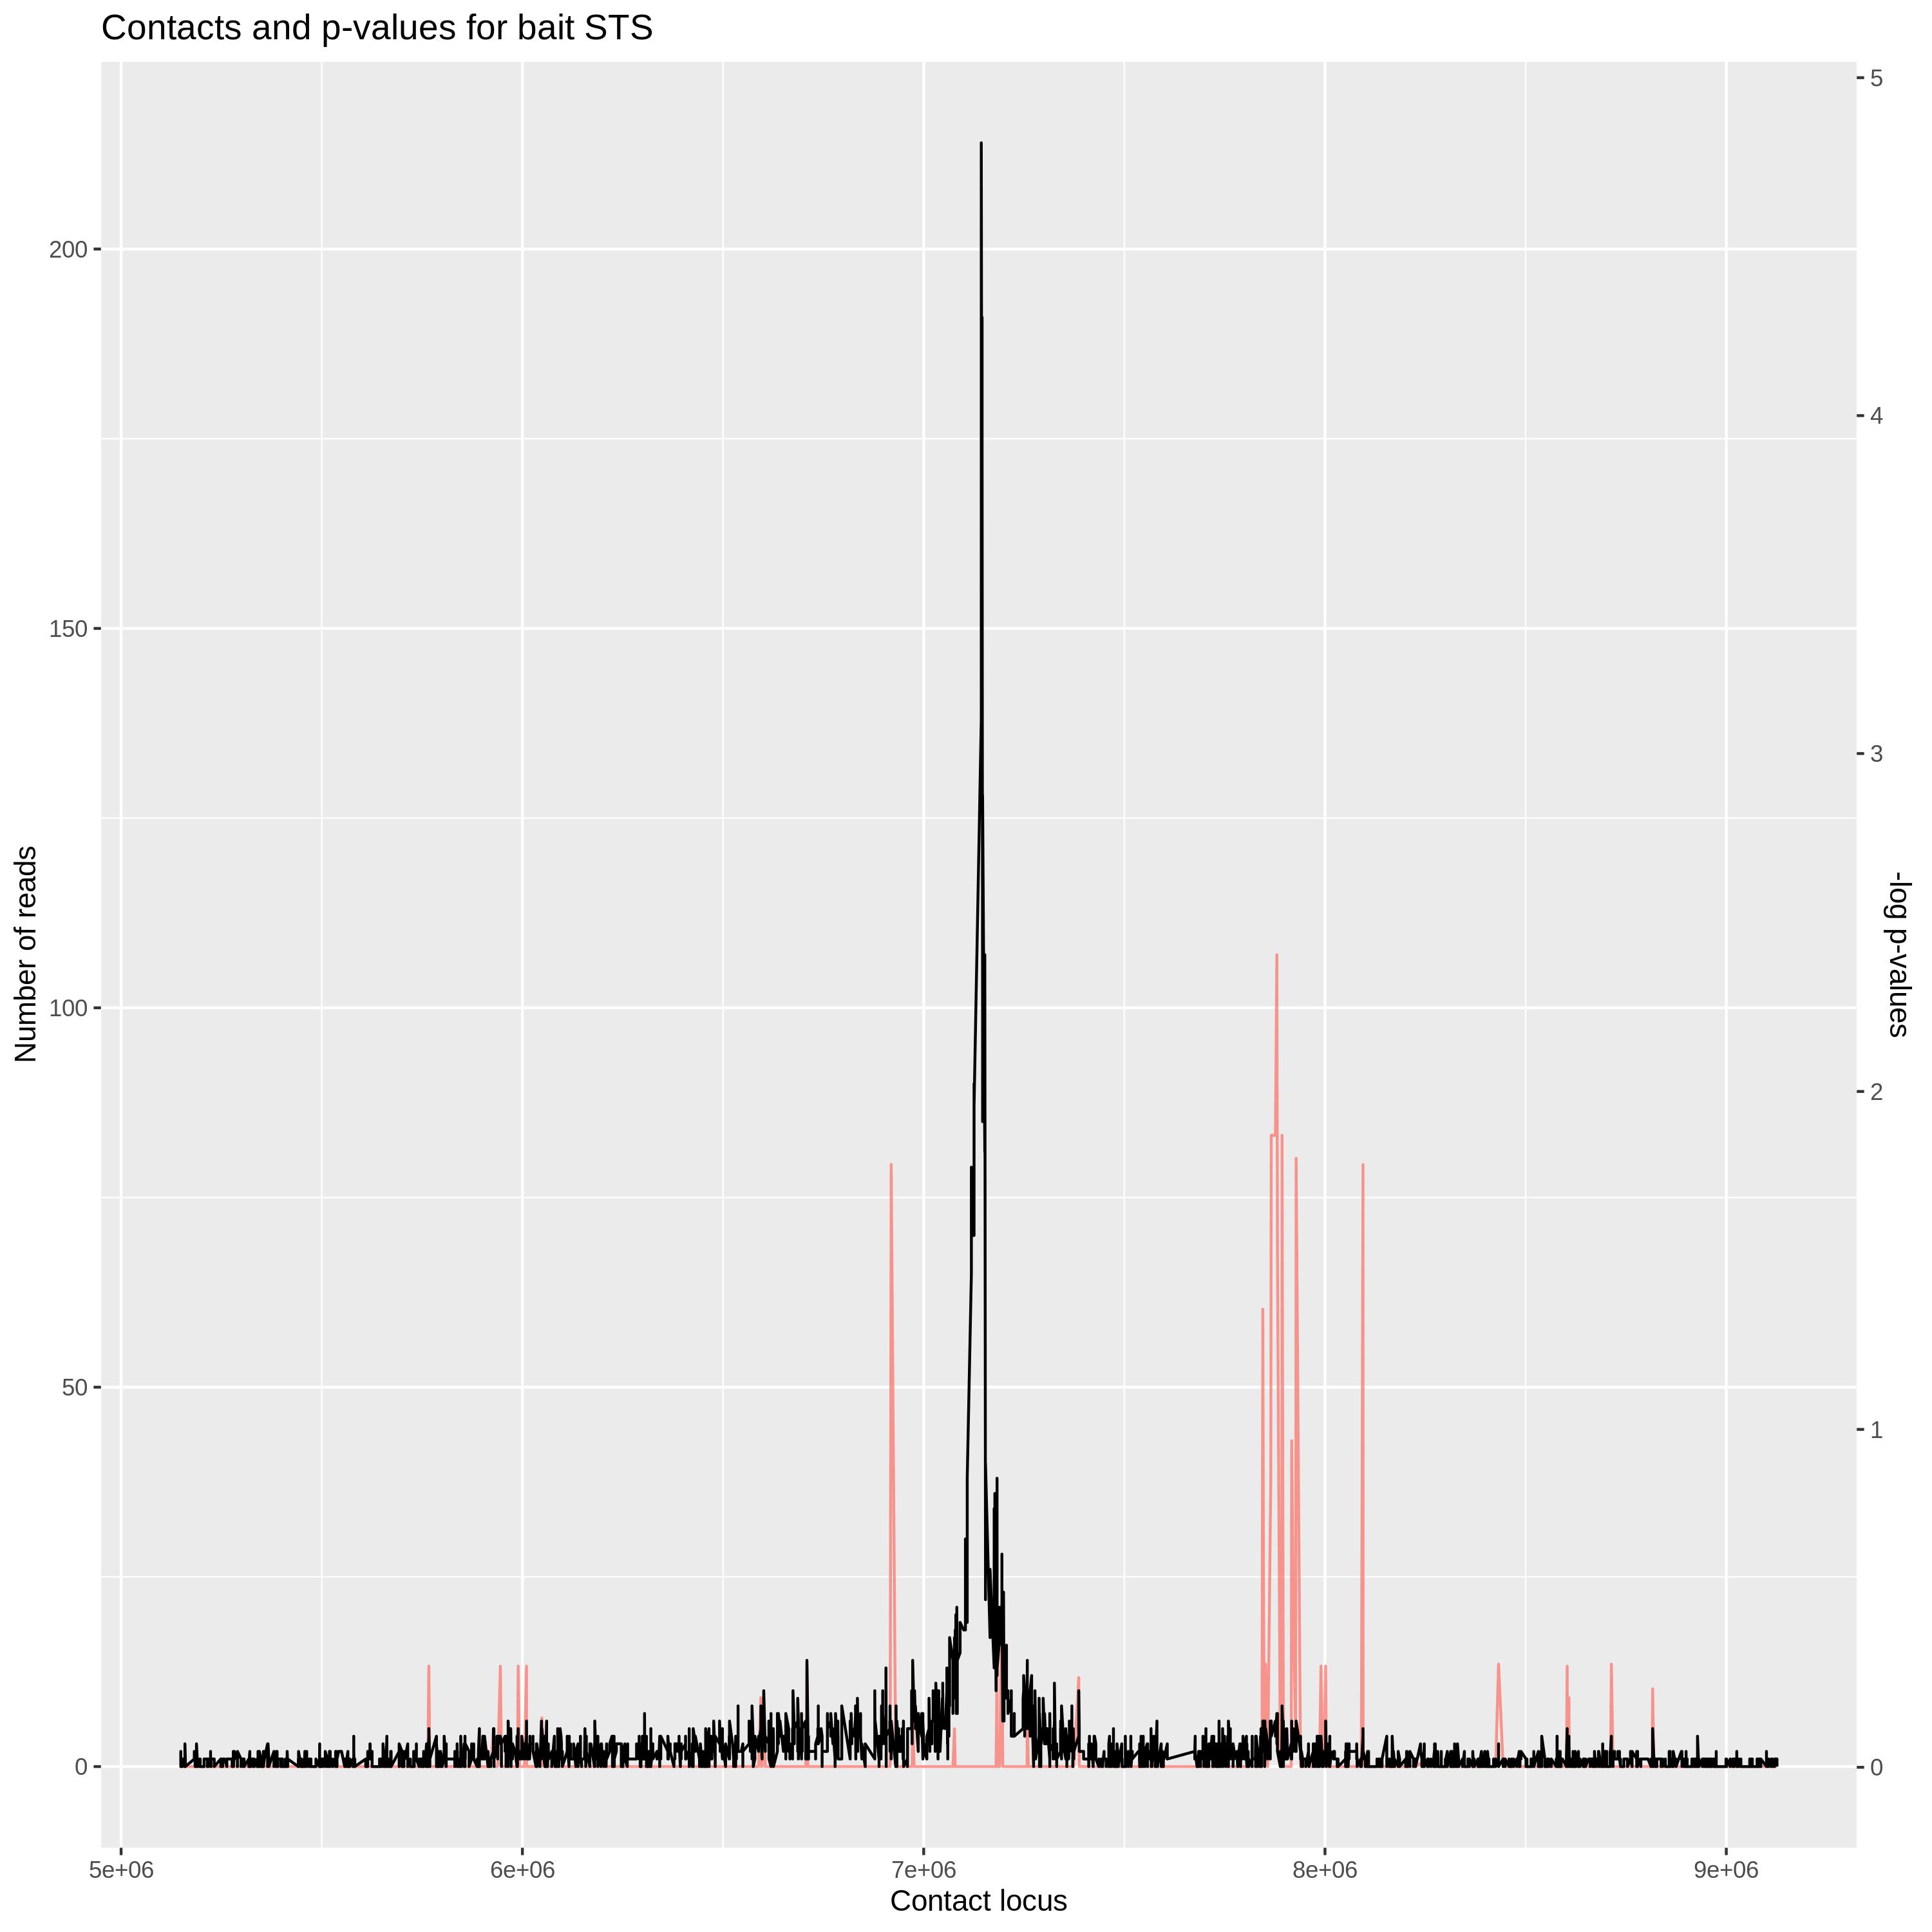 Contacts and p-values for bait STS
Number of reads
200
150
100
50
0
5
4
3
2
1
0
-log p-values
5e+06
6e+06
7e+06
8e+06
9e+06
Contact locus